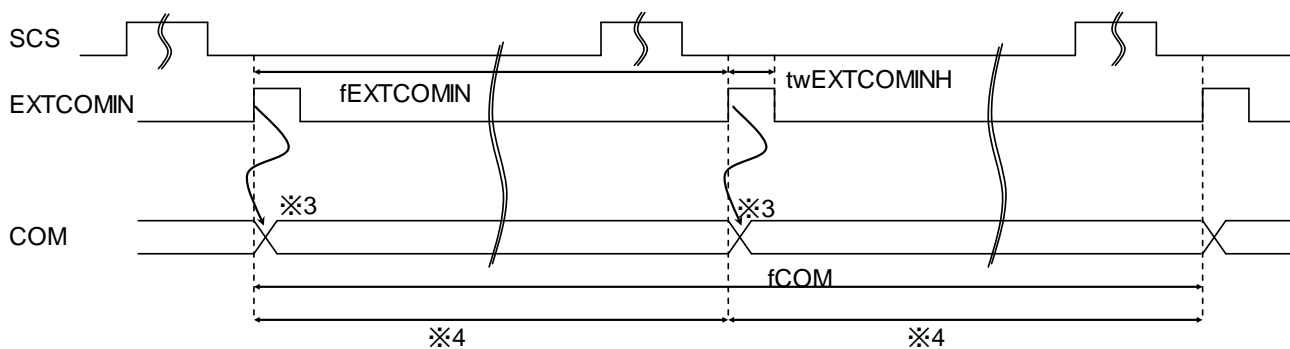 SCS
fEXTCOMIN
twEXTCOMINH
EXTCOMIN
※3
※3
COM
fCOM
※4
※4